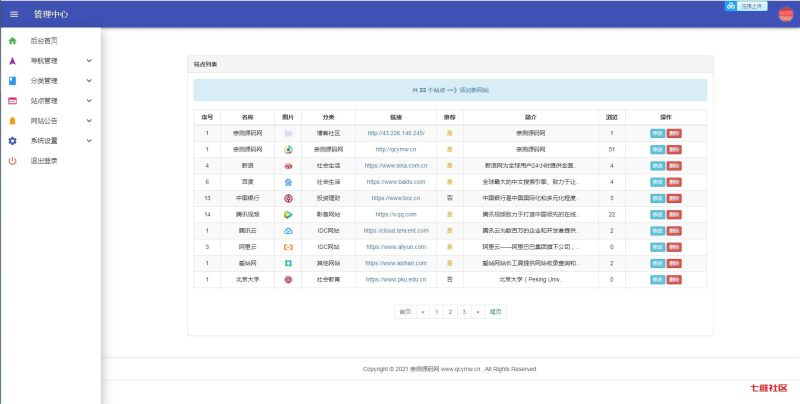 管理中心
拖拽上传
后台首页
导航管理
分类管理
站点管理
网站公告
系统设置
退出登录
站点列表
共 23 个站点 ==》添加新网站
序号 名称 图片 分类 链接 推荐 简介 浏览 操作
1 亲测源码网 博客社区 http://43.226.146.245/ 是 亲测源码网 1 修改 删除
1 亲测源码网 亲测源码网 http://qcymw.cn 是 亲测源码网 51 修改 删除
4 新浪 社会生活 https://www.sina.com.cn 是 新浪网为全球用户24小时提供全面.. 4 修改 删除
6 百度 社会生活 https://www.baidu.com 是 全球最大的中文搜索引擎、致力于让.. 4 修改 删除
13 中国银行 投资理财 https://www.boc.cn 否 中国银行是中国国际化和多元化程度.. 3 修改 删除
14 腾讯视频 影音网站 https://v.qq.com 是 腾讯视频致力于打造中国领先的在线.. 22 修改 删除
1 腾讯云 IDC网站 https://cloud.tencent.com 是 腾讯云为数百万的企业和开发者提供.. 2 修改 删除
3 阿里云 IDC网站 https://www.aliyun.com 是 阿里云——阿里巴巴集团旗下公司，.. 0 修改 删除
1 爱站网 其他网站 https://www.aizhan.com 是 爱站网站长工具提供网站收录查询和.. 2 修改 删除
1 北京大学 社会教育 https://www.pku.edu.cn 否 北京大学（Peking Univ.. 0 修改 删除
首页 « 1 2 3 » 尾页
Copyright © 2021 亲测源码网 www.qcymw.cn . All Rights Reserved.
七维社区